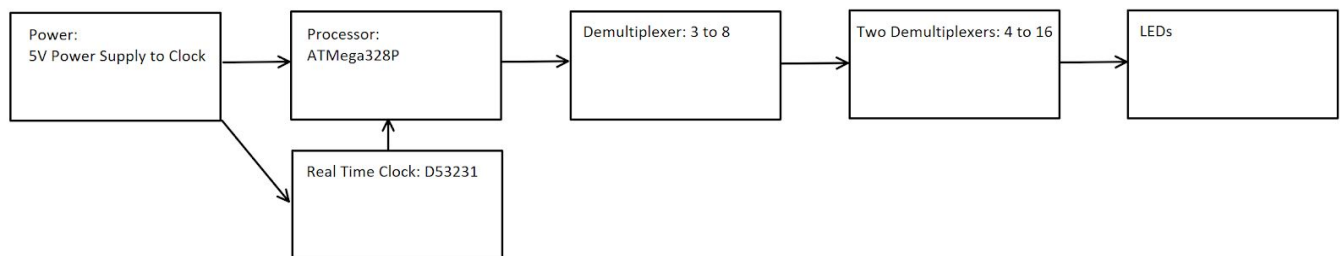 Power:
5V Power Supply to Clock
Processor:
ATMega328P
Demultiplexer: 3 to 8
Two Demultiplexers: 4 to 16
LEDs
Real Time Clock: D53231